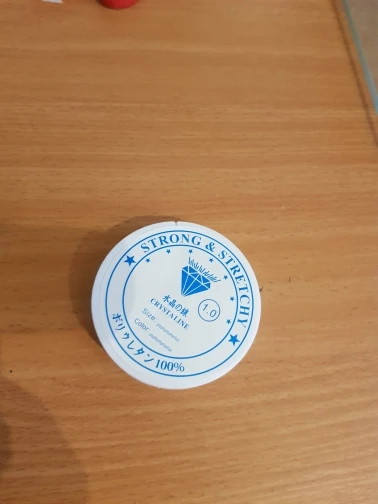 ★ STRONG & STRETCHY ★
水晶の線
CRYSTALINE
1.0
Size:
Color:
ポリウレタン100%